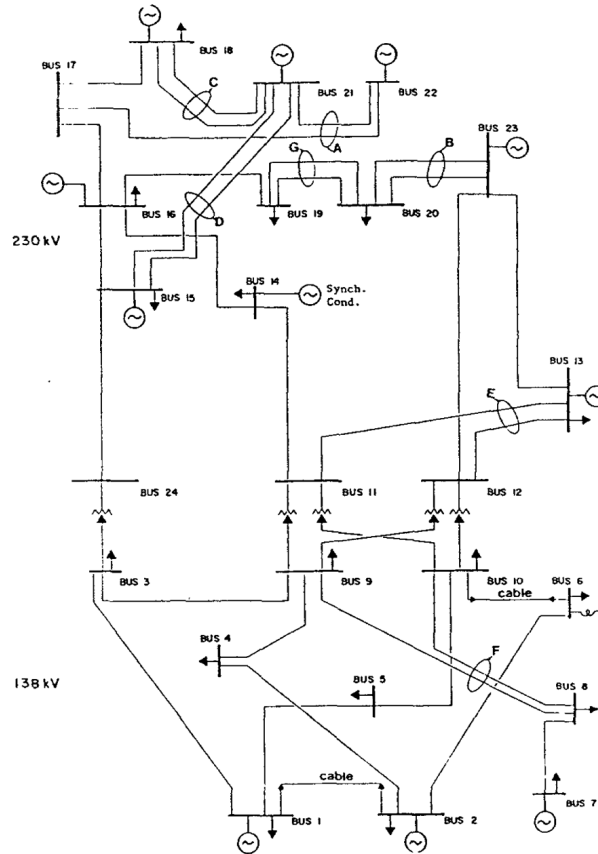 BUS 18
BUS 17
C
BUS 21
BUS 22
BUS 23
A
G
B
BUS 16
D
BUS 19
BUS 20
230 kV
BUS 15
BUS 14
Synch.
Cond.
BUS 13
E
BUS 24
BUS 11
BUS 12
BUS 3
BUS 9
BUS 10
BUS 6
cable
BUS 4
F
138 kV
BUS 5
BUS 8
cable
BUS 7
BUS 1
BUS 2